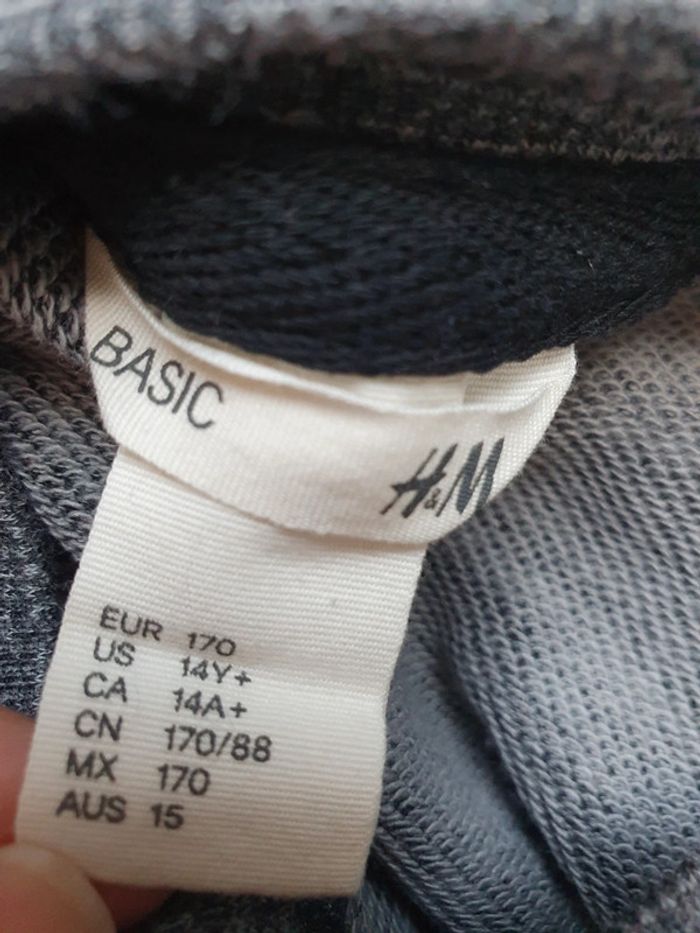 BASIC
H&M
EUR 170
US 14Y+
CA 14A+
CN 170/88
MX 170
AUS 15